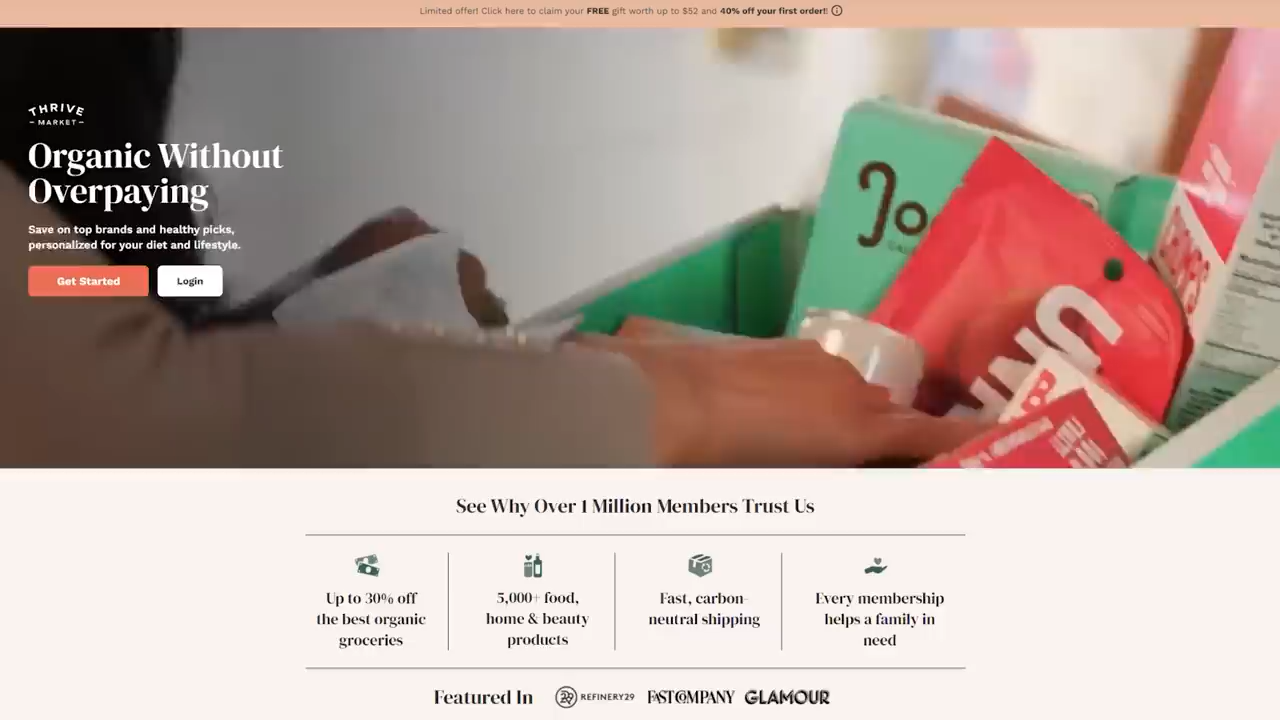 Limited offer! Click here to claim your FREE gift worth up to $52 and 40% off your first order!!
THRIVE
MARKET
Organic Without
Overpaying
Save on top brands and healthy picks,
personalized for your diet and lifestyle.
Get Started
Login
See Why Over 1 Million Members Trust Us
Up to 30% off
the best organic
groceries
5,000+ food,
home & beauty
products
Fast, carbon-
neutral shipping
Every membership
helps a family in
need
Featured In
REFINERY29
FAST COMPANY
GLAMOUR